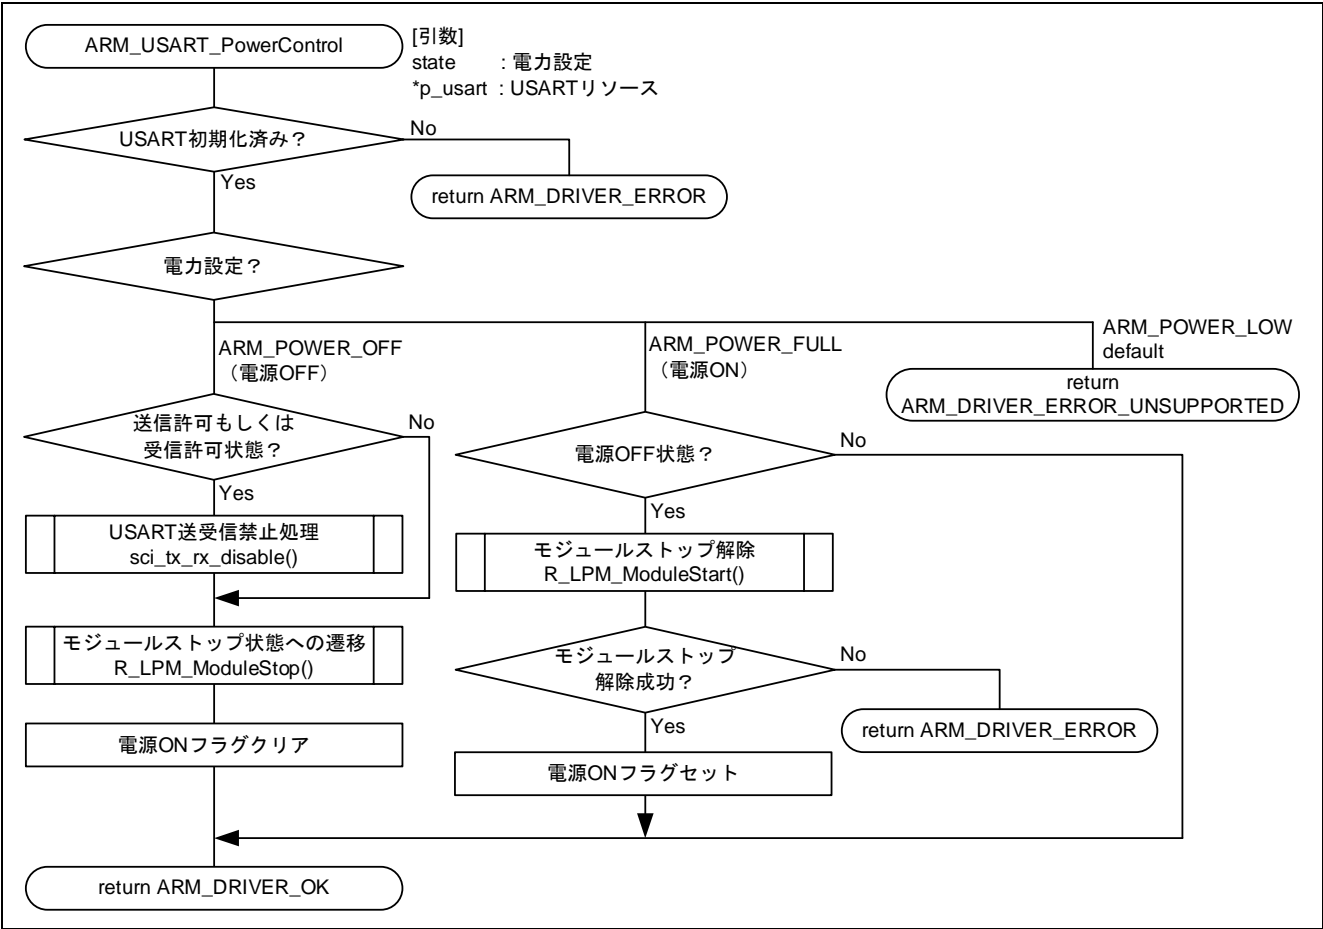 ARM_USART_PowerControl
[引数]
state : 電力設定
*p_usart : USARTリソース
USART初期化済み？
No
Yes
return ARM_DRIVER_ERROR
電力設定？
ARM_POWER_OFF
（電源OFF）
ARM_POWER_FULL
（電源ON）
ARM_POWER_LOW
default
return
ARM_DRIVER_ERROR_UNSUPPORTED
送信許可もしくは
受信許可状態？
No
Yes
電源OFF状態？
No
Yes
USART送受信禁止処理
sci_tx_rx_disable()
モジュールストップ解除
R_LPM_ModuleStart()
モジュールストップ状態への遷移
R_LPM_ModuleStop()
モジュールストップ
解除成功？
No
Yes
return ARM_DRIVER_ERROR
電源ONフラグクリア
電源ONフラグセット
return ARM_DRIVER_OK